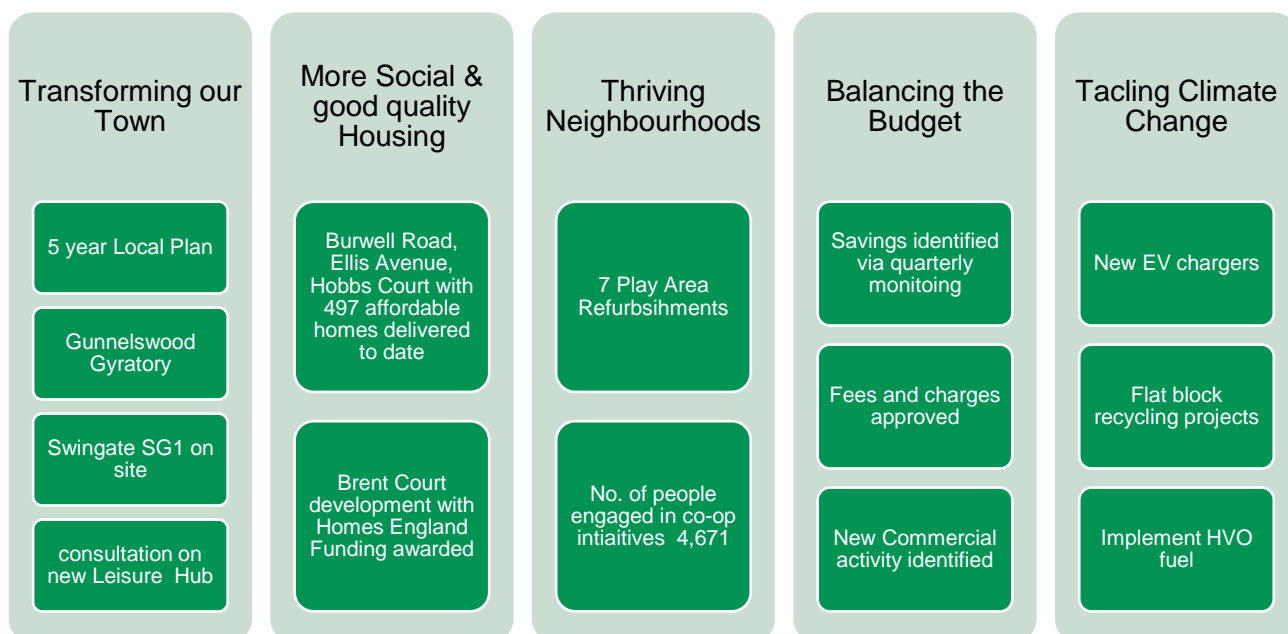 Transforming our
Town
5 year Local Plan
Gunnelswood
Gyratory
Swingate SG1 on
site
consultation on
new Leisure Hub
More Social &
good quality
Housing
Burwell Road,
Ellis Avenue,
Hobbs Court with
497 affordable
homes delivered
to date
Brent Court
development with
Homes England
Funding awarded
Thriving
Neighbourhoods
7 Play Area
Refurbsihments
No. of people
engaged in co-op
intiaitives 4,671
Balancing the
Budget
Savings identified
via quarterly
monitoing
Fees and charges
approved
New Commercial
activity identified
Tacling Climate
Change
New EV chargers
Flat block
recycling projects
Implement HVO
fuel